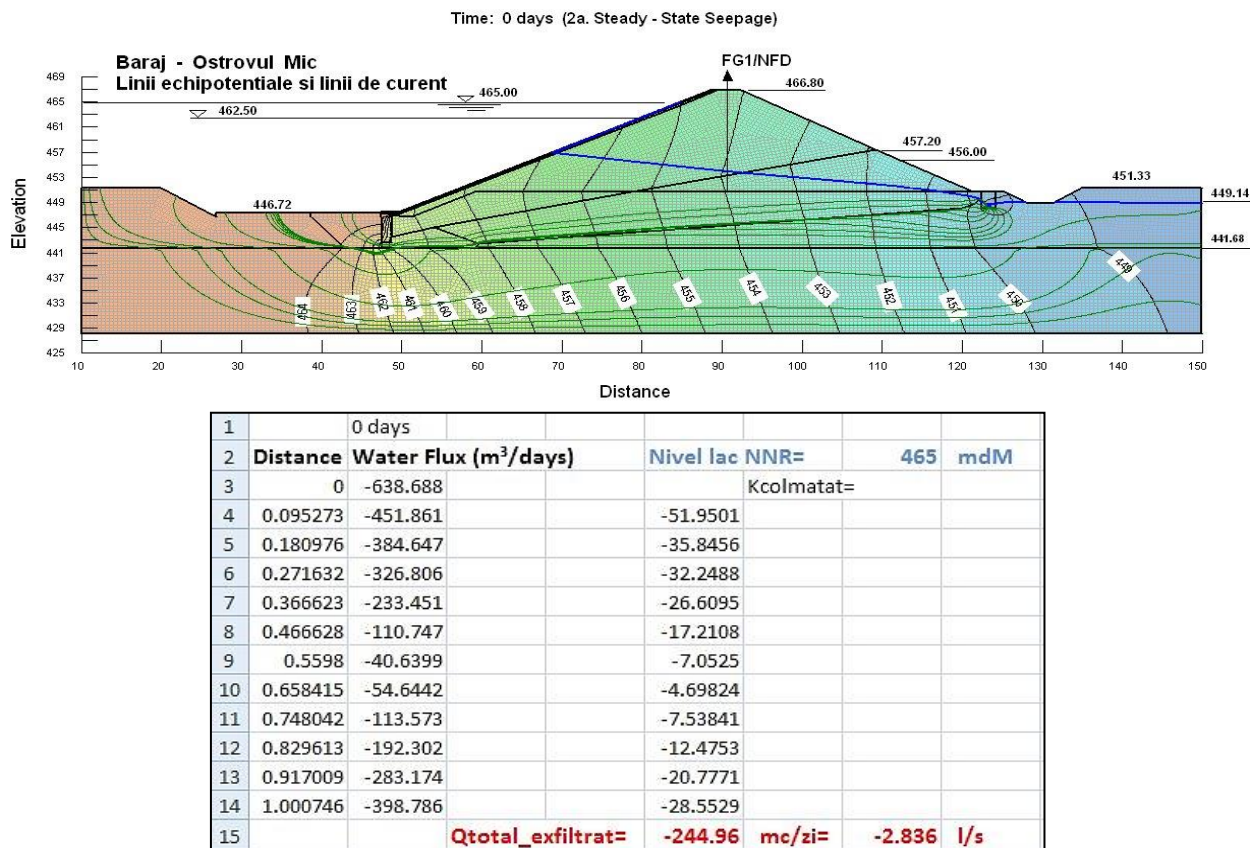 Time: 0 days (2a. Steady - State Seepage)
Baraj - Ostrovul Mic
Linii echipotentiale si linii de curent
FG1/NFD
466.80
465.00
462.50
457.20
456.00
451.33
449.14
446.72
441.68
Elevation
469
465
461
457
453
449
445
441
437
433
429
425
464
463
462
461
460
459
458
457
456
455
454
453
452
451
450
449
10 20 30 40 50 60 70 80 90 100 110 120 130 140 150
Distance
1 0 days
2 Distance Water Flux (m³/days) Nivel lac NNR= 465 mdM
3 0 -638.688 Kcolmatat=
4 0.095273 -451.861 -51.9501
5 0.180976 -384.647 -35.8456
6 0.271632 -326.806 -32.2488
7 0.366623 -233.451 -26.6095
8 0.466628 -110.747 -17.2108
9 0.5598 -40.6399 -7.0525
10 0.658415 -54.6442 -4.69824
11 0.748042 -113.573 -7.53841
12 0.829613 -192.302 -12.4753
13 0.917009 -283.174 -20.7771
14 1.000746 -398.786 -28.5529
15 Qtotal_exfiltrat= -244.96 mc/zi= -2.836 l/s